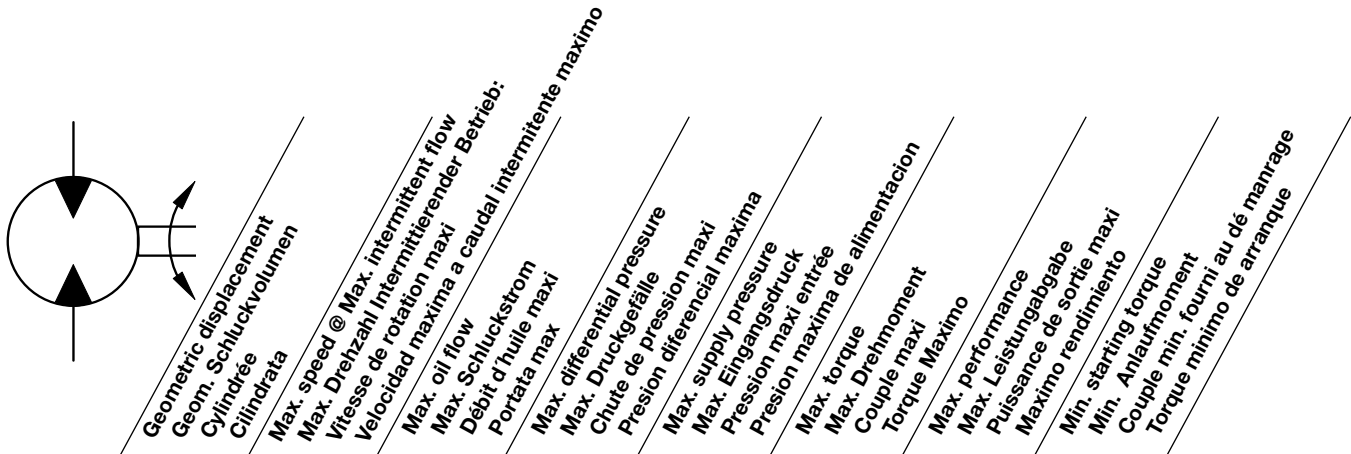 Geometric displacement
Geom. Schluckvolumen
Cylindrée
Cilindrata
Max. speed @ Max. intermittent flow
Max. Drehzahl Intermittierender Betrieb:
Vitesse de rotation maxi
Velocidad maxima a caudal intermitente maximo
Max. oil flow
Max. Schluckstrom
Débit d'huile maxi
Portata max
Max. differential pressure
Max. Druckgefälle
Chute de pression maxi
Presion diferencial maxima
Max. supply pressure
Max. Eingangsdruck
Pression maxi entrée
Presion maxima de alimentacion
Max. torque
Max. Drehmoment
Couple maxi
Torque Maximo
Max. performance
Max. Leistungabgabe
Puissance de sortie maxi
Maximo rendimiento
Min. starting torque
Min. Anlaufmoment
Couple min. fourni au dé manrage
Torque minimo de arranque